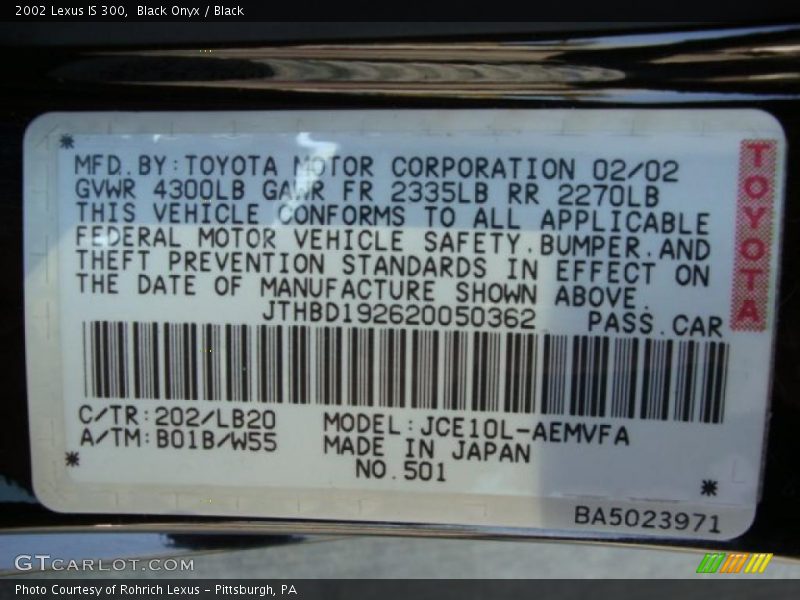 2002 Lexus IS 300,  Black Onyx / Black
MFD.BY:TOYOTA MOTOR CORPORATION 02/02
GVWR 4300LB GAWR FR 2335LB RR 2270LB
THIS VEHICLE CONFORMS TO ALL APPLICABLE
FEDERAL MOTOR VEHICLE SAFETY.BUMPER.AND
THEFT PREVENTION STANDARDS IN EFFECT ON
THE DATE OF MANUFACTURE SHOWN ABOVE.
JTHBD192620050362 PASS.CAR
TOYOTA
C/TR:202/LB20 MODEL:JCE10L-AEMVFA
A/TM:B01B/W55 MADE IN JAPAN
NO.501
BA5023971
GTCARLOT.COM
Photo Courtesy of Rohrich Lexus - Pittsburgh, PA